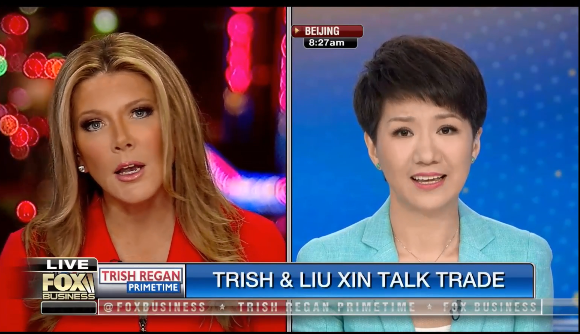 BEIJING
8:27am
LIVE
FOX
BUSINESS
TRISH REGAN
PRIMETIME
TRISH & LIU XIN TALK TRADE
@FOXBUSINESS ★ TRISH REGAN PRIMETIME ★ FOX BUSINESS